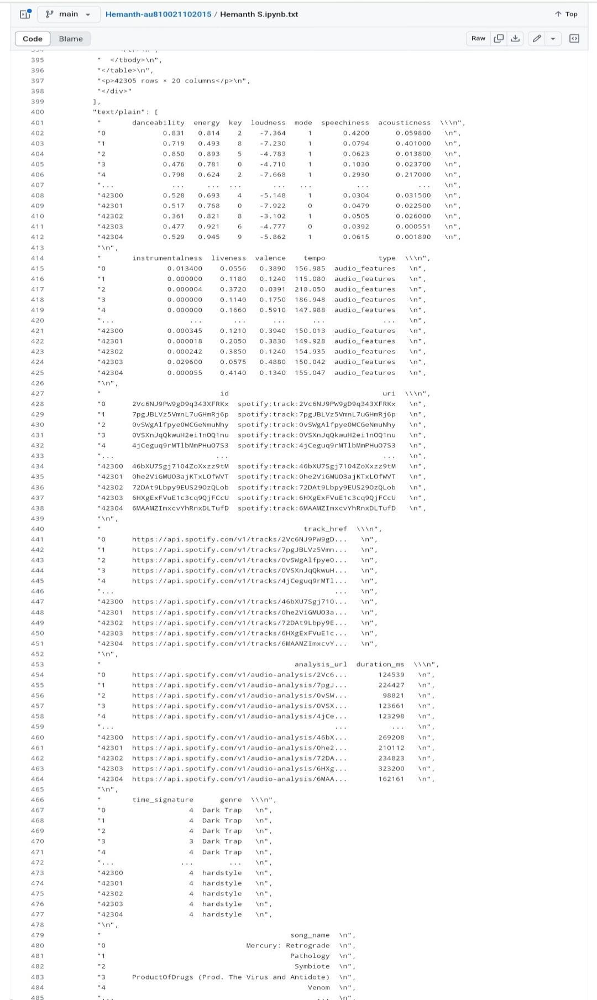 main
Hemanth-au810021102015 / Hemanth S.ipynb.txt
Top
Code Blame
Raw
395 "  </tbody>\n",
396 "</table>\n",
397 "<p>42305 rows × 20 columns</p>\n",
398 "</div>"
399 ],
400 "text/plain": [
401 "       danceability  energy  key  loudness  mode  speechiness  acousticness  \\\n",
402 "0             0.831   0.814    2    -7.364     1       0.4200      0.059800   \n",
403 "1             0.719   0.493    8    -7.230     1       0.0794      0.401000   \n",
404 "2             0.850   0.893    5    -4.783     1       0.0623      0.013800   \n",
405 "3             0.476   0.781    0    -4.710     1       0.1030      0.023700   \n",
406 "4             0.798   0.624    2    -7.668     1       0.2930      0.217000   \n",
407 "...             ...     ...  ...       ...   ...          ...           ...   \n",
408 "42300         0.528   0.693    4    -5.148     1       0.0304      0.031500   \n",
409 "42301         0.517   0.768    0    -7.922     0       0.0479      0.022500   \n",
410 "42302         0.361   0.821    8    -3.102     1       0.0505      0.026000   \n",
411 "42303         0.477   0.921    6    -4.777     0       0.0392      0.000551   \n",
412 "42304         0.529   0.945    9    -5.862     1       0.0615      0.001890   \n",
413 "\n",
414 "       instrumentalness  liveness  valence    tempo            type  \\\n",
415 "0              0.013400    0.0556   0.3890  156.985  audio_features   \n",
416 "1              0.000000    0.1180   0.1240  115.080  audio_features   \n",
417 "2              0.000004    0.3720   0.0391  218.050  audio_features   \n",
418 "3              0.000000    0.1140   0.1750  186.948  audio_features   \n",
419 "4              0.000000    0.1660   0.5910  147.988  audio_features   \n",
420 "...                 ...       ...      ...      ...             ...   \n",
421 "42300          0.000345    0.1210   0.3940  150.013  audio_features   \n",
422 "42301          0.000018    0.2050   0.3830  149.928  audio_features   \n",
423 "42302          0.000242    0.3850   0.1240  154.935  audio_features   \n",
424 "42303          0.029600    0.0575   0.4880  150.042  audio_features   \n",
425 "42304          0.000055    0.4140   0.1340  155.047  audio_features   \n",
426 "\n",
427 "                           id                                   uri  \\\n",
428 "0      2Vc6NJ9PW9gD9q343XFRKx  spotify:track:2Vc6NJ9PW9gD9q343XFRKx   \n",
429 "1      7pgJBLVz5VmnL7uGHmRj6p  spotify:track:7pgJBLVz5VmnL7uGHmRj6p   \n",
430 "2      0vSWgAlfpye0WCGeNmuNhy  spotify:track:0vSWgAlfpye0WCGeNmuNhy   \n",
431 "3      0VSXnJqQkwuH2ei1nOQ1nu  spotify:track:0VSXnJqQkwuH2ei1nOQ1nu   \n",
432 "4      4jCeguq9rMTlbMmPHuO7S3  spotify:track:4jCeguq9rMTlbMmPHuO7S3   \n",
433 "...                       ...                                   ...   \n",
434 "42300  46bXU7Sgj7104ZoXxzz9tM  spotify:track:46bXU7Sgj7104ZoXxzz9tM   \n",
435 "42301  0he2ViGMUO3ajKTxLOfWVT  spotify:track:0he2ViGMUO3ajKTxLOfWVT   \n",
436 "42302  72DAt9Lbpy9EUS29OzQLob  spotify:track:72DAt9Lbpy9EUS29OzQLob   \n",
437 "42303  6HXgExFVuE1c3cq9QjFCcU  spotify:track:6HXgExFVuE1c3cq9QjFCcU   \n",
438 "42304  6MAAMZImxcvYhRnxDLTufD  spotify:track:6MAAMZImxcvYhRnxDLTufD   \n",
439 "\n",
440 "                                              track_href  \\\n",
441 "0      https://api.spotify.com/v1/tracks/2Vc6NJ9PW9gD...   \n",
442 "1      https://api.spotify.com/v1/tracks/7pgJBLVz5Vmn...   \n",
443 "2      https://api.spotify.com/v1/tracks/0vSWgAlfpye0...   \n",
444 "3      https://api.spotify.com/v1/tracks/0VSXnJqQkwuH...   \n",
445 "4      https://api.spotify.com/v1/tracks/4jCeguq9rMTl...   \n",
446 "...                                                  ...   \n",
447 "42300  https://api.spotify.com/v1/tracks/46bXU7Sgj710...   \n",
448 "42301  https://api.spotify.com/v1/tracks/0he2ViGMUO3a...   \n",
449 "42302  https://api.spotify.com/v1/tracks/72DAt9Lbpy9E...   \n",
450 "42303  https://api.spotify.com/v1/tracks/6HXgExFVuE1c...   \n",
451 "42304  https://api.spotify.com/v1/tracks/6MAAMZImxcvY...   \n",
452 "\n",
453 "                                            analysis_url  duration_ms  \\\n",
454 "0      https://api.spotify.com/v1/audio-analysis/2Vc6...       124539   \n",
455 "1      https://api.spotify.com/v1/audio-analysis/7pgJ...       224427   \n",
456 "2      https://api.spotify.com/v1/audio-analysis/0vSW...        98821   \n",
457 "3      https://api.spotify.com/v1/audio-analysis/0VSX...       123661   \n",
458 "4      https://api.spotify.com/v1/audio-analysis/4jCe...       123298   \n",
459 "...                                                  ...          ...   \n",
460 "42300  https://api.spotify.com/v1/audio-analysis/46bX...       269208   \n",
461 "42301  https://api.spotify.com/v1/audio-analysis/0he2...       210112   \n",
462 "42302  https://api.spotify.com/v1/audio-analysis/72DA...       234823   \n",
463 "42303  https://api.spotify.com/v1/audio-analysis/6HXg...       323200   \n",
464 "42304  https://api.spotify.com/v1/audio-analysis/6MAA...       162161   \n",
465 "\n",
466 "       time_signature      genre  \\\n",
467 "0                   4  Dark Trap   \n",
468 "1                   4  Dark Trap   \n",
469 "2                   4  Dark Trap   \n",
470 "3                   3  Dark Trap   \n",
471 "4                   4  Dark Trap   \n",
472 "...               ...        ...   \n",
473 "42300               4  hardstyle   \n",
474 "42301               4  hardstyle   \n",
475 "42302               4  hardstyle   \n",
476 "42303               4  hardstyle   \n",
477 "42304               4  hardstyle   \n",
478 "\n",
479 "                                           song_name  \n",
480 "0                                Mercury: Retrograde  \n",
481 "1                                          Pathology  \n",
482 "2                                           Symbiote  \n",
483 "3      ProductOfDrugs (Prod. The Virus and Antidote)  \n",
484 "4                                              Venom  \n",
485 "...                                              ...  \n",